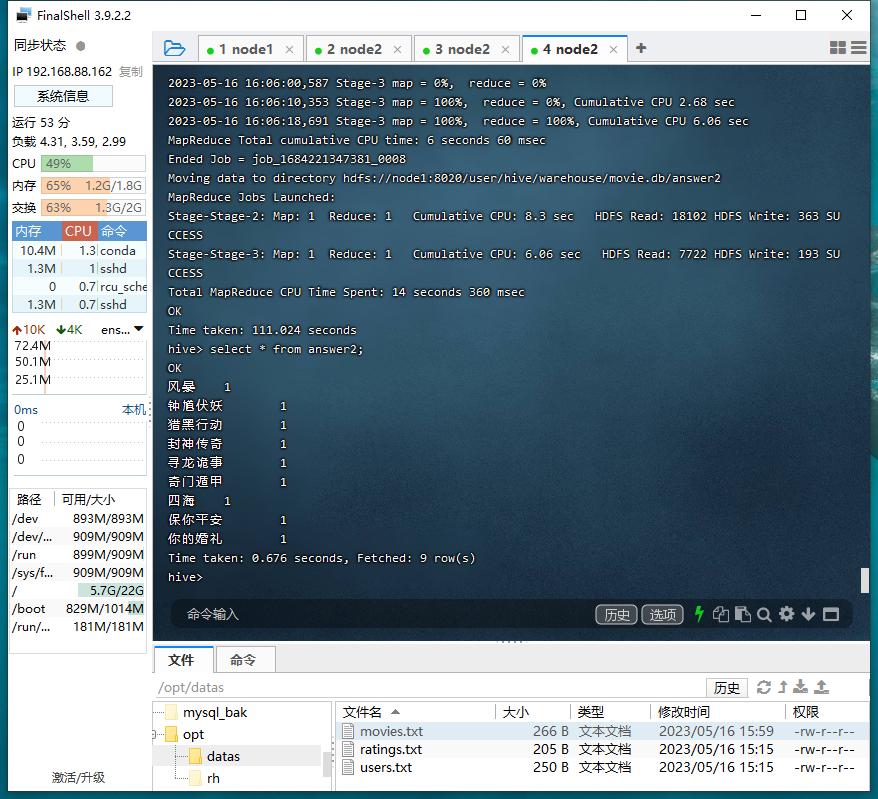 FinalShell 3.9.2.2
同步状态
IP 192.168.88.162 复制
系统信息
运行 53 分
负载 4.31, 3.59, 2.99
CPU 49%
内存 65% 1.2G/1.8G
交换 63% 1.3G/2G
内存 CPU 命令
10.4M 1.3 conda
1.3M 1 sshd
0 0.7 rcu_sche
1.3M 0.7 sshd
10K 4K ens...
72.4M
50.1M
25.1M
0ms 本机
0
0
0
路径 可用/大小
/dev 893M/893M
/dev/... 909M/909M
/run 899M/909M
/sys/f... 909M/909M
/ 5.7G/22G
/boot 829M/1014M
/run/... 181M/181M
激活/升级
1 node1
2 node2
3 node2
4 node2
2023-05-16 16:06:00,587 Stage-3 map = 0%, reduce = 0%
2023-05-16 16:06:10,353 Stage-3 map = 100%, reduce = 0%, Cumulative CPU 2.68 sec
2023-05-16 16:06:18,691 Stage-3 map = 100%, reduce = 100%, Cumulative CPU 6.06 sec
MapReduce Total cumulative CPU time: 6 seconds 60 msec
Ended Job = job_1684221347381_0008
Moving data to directory hdfs://node1:8020/user/hive/warehouse/movie.db/answer2
MapReduce Jobs Launched:
Stage-Stage-2: Map: 1 Reduce: 1 Cumulative CPU: 8.3 sec HDFS Read: 18102 HDFS Write: 363 SU
CCESS
Stage-Stage-3: Map: 1 Reduce: 1 Cumulative CPU: 6.06 sec HDFS Read: 7722 HDFS Write: 193 SU
CCESS
Total MapReduce CPU Time Spent: 14 seconds 360 msec
OK
Time taken: 111.024 seconds
hive> select * from answer2;
OK
风晏 1
钟馗伏妖 1
猎黑行动 1
封神传奇 1
寻龙诡事 1
奇门遁甲 1
四海 1
保你平安 1
你的婚礼 1
Time taken: 0.676 seconds, Fetched: 9 row(s)
hive>
命令输入 历史 选项
文件 命令
/opt/datas 历史
mysql_bak
opt
datas
rh
文件名 大小 类型 修改时间 权限
movies.txt 266 B 文本文档 2023/05/16 15:59 -rw-r--r--
ratings.txt 205 B 文本文档 2023/05/16 15:15 -rw-r--r--
users.txt 250 B 文本文档 2023/05/16 15:15 -rw-r--r--